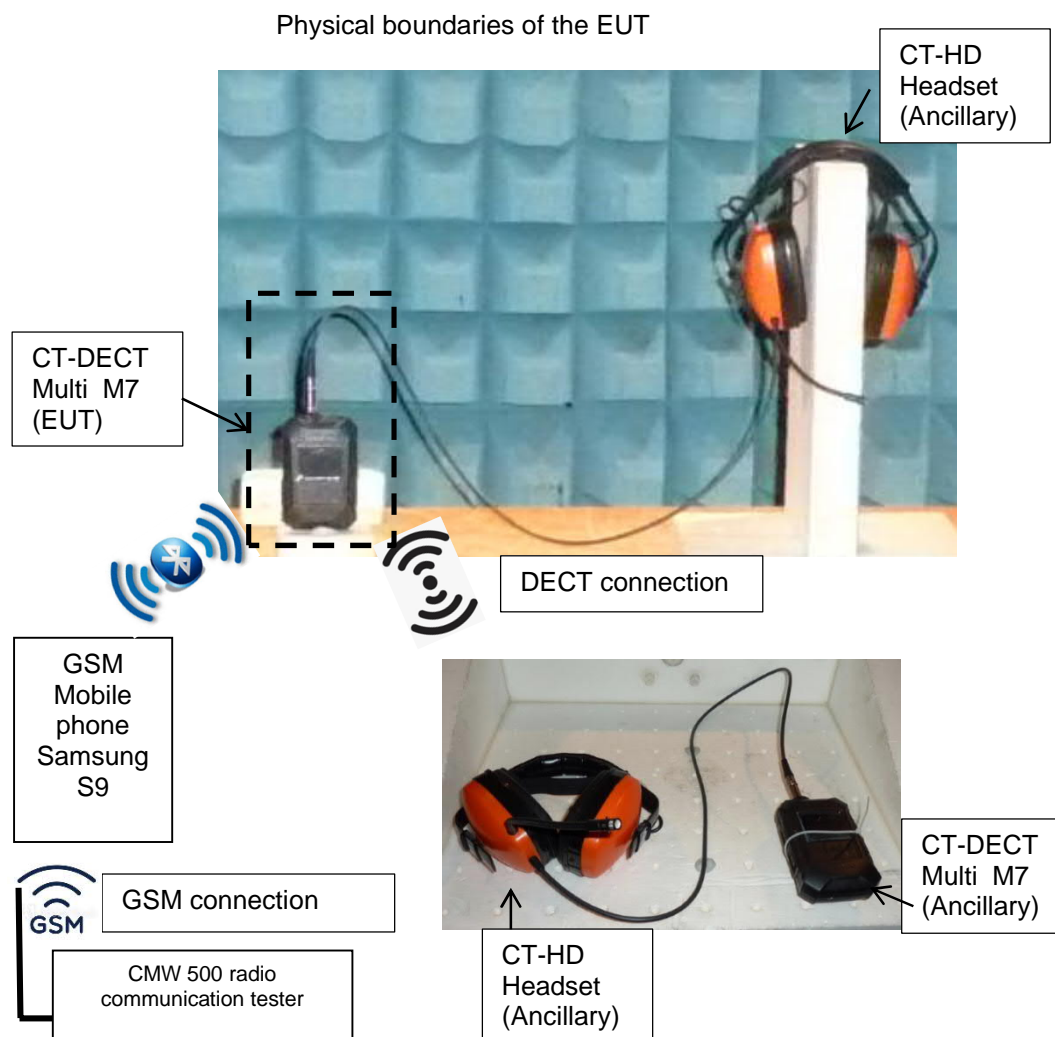 Physical boundaries of the EUT
CT-HD
Headset
(Ancillary)
CT-DECT
Multi M7
(EUT)
DECT connection
GSM
Mobile
phone
Samsung
S9
GSM connection
GSM
CMW 500 radio
communication tester
CT-DECT
Multi M7
(Ancillary)
CT-HD
Headset
(Ancillary)